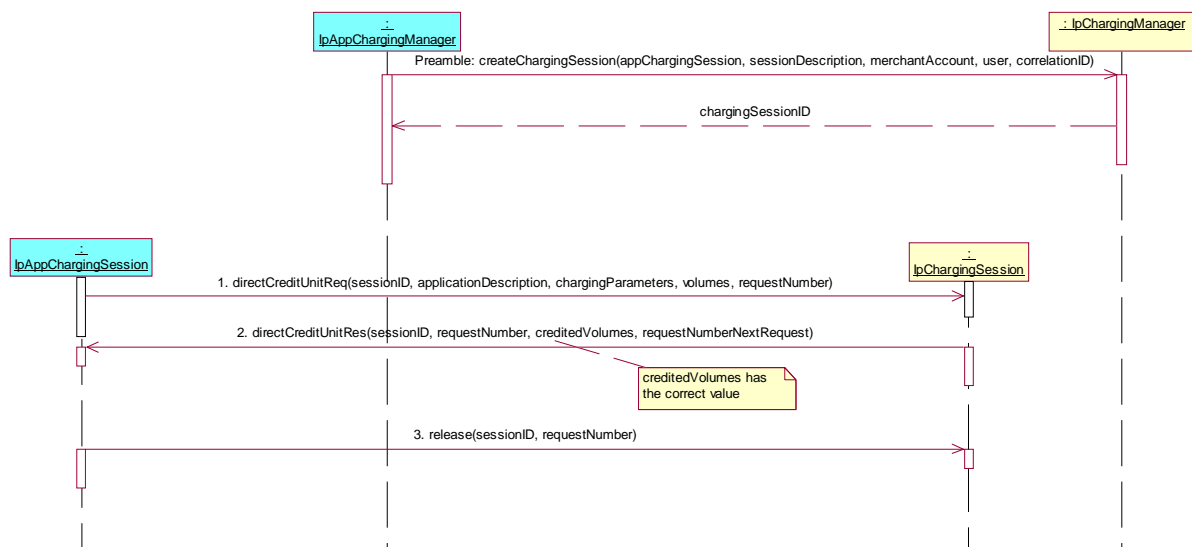 :
IpAppChargingManager
: IpChargingManager
Preamble: createChargingSession(appChargingSession, sessionDescription, merchantAccount, user, correlationID)
chargingSessionID
:
IpAppChargingSession
:
IpChargingSession
1. directCreditUnitReq(sessionID, applicationDescription, chargingParameters, volumes, requestNumber)
2. directCreditUnitRes(sessionID, requestNumber, creditedVolumes, requestNumberNextRequest)
creditedVolumes has
the correct value
3. release(sessionID, requestNumber)